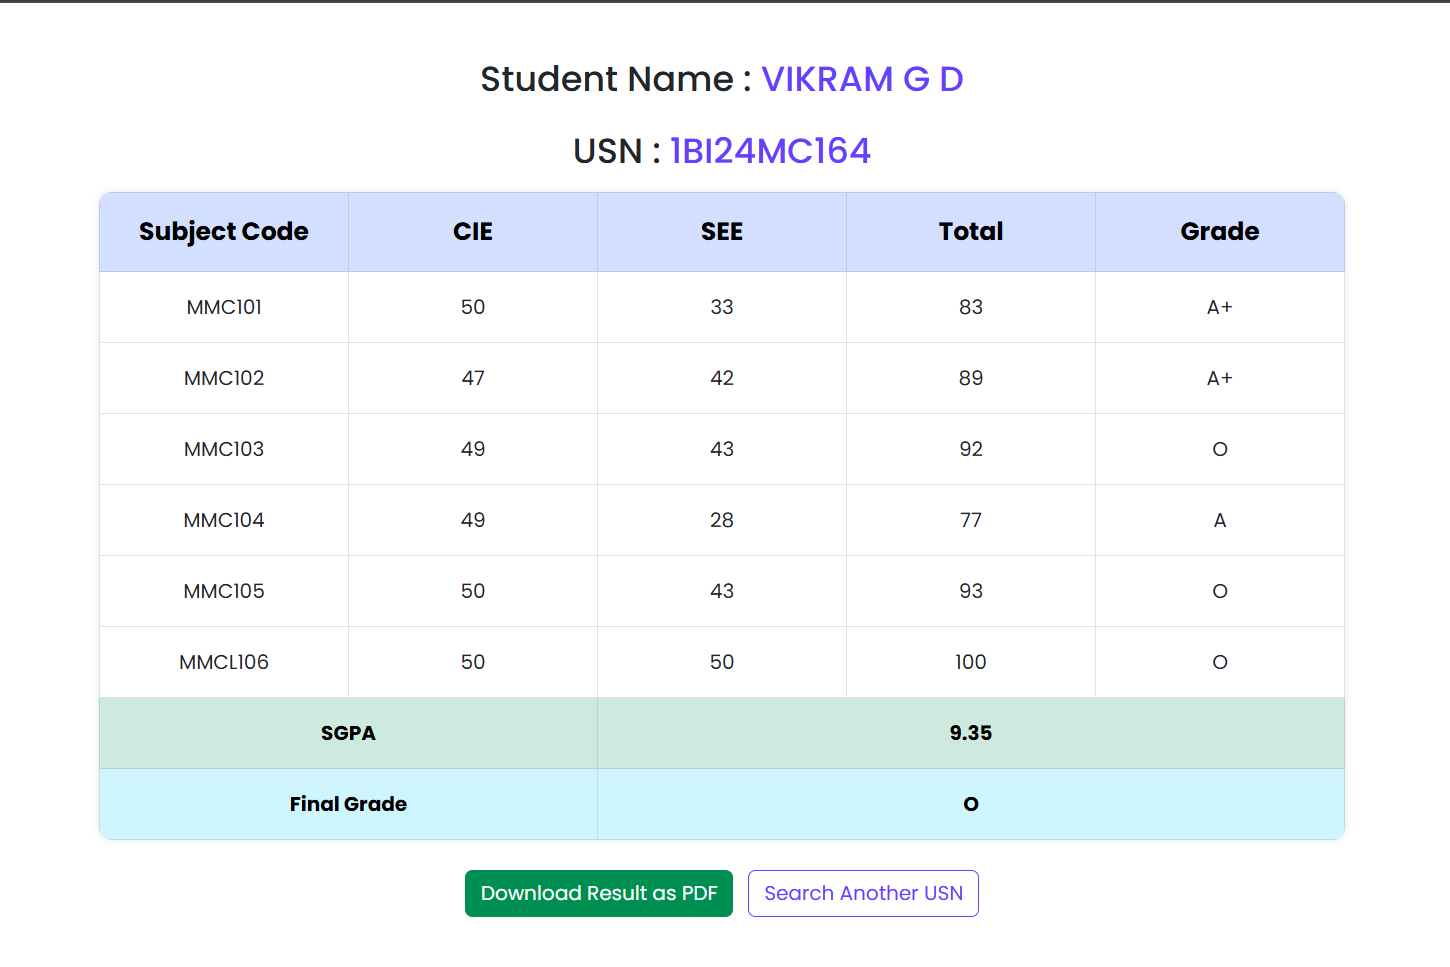 Student Name : VIKRAM G D
USN : 1BI24MC164
Subject Code CIE SEE Total Grade
MMC101 50 33 83 A+
MMC102 47 42 89 A+
MMC103 49 43 92 O
MMC104 49 28 77 A
MMC105 50 43 93 O
MMCL106 50 50 100 O
SGPA 9.35
Final Grade O
Download Result as PDF Search Another USN